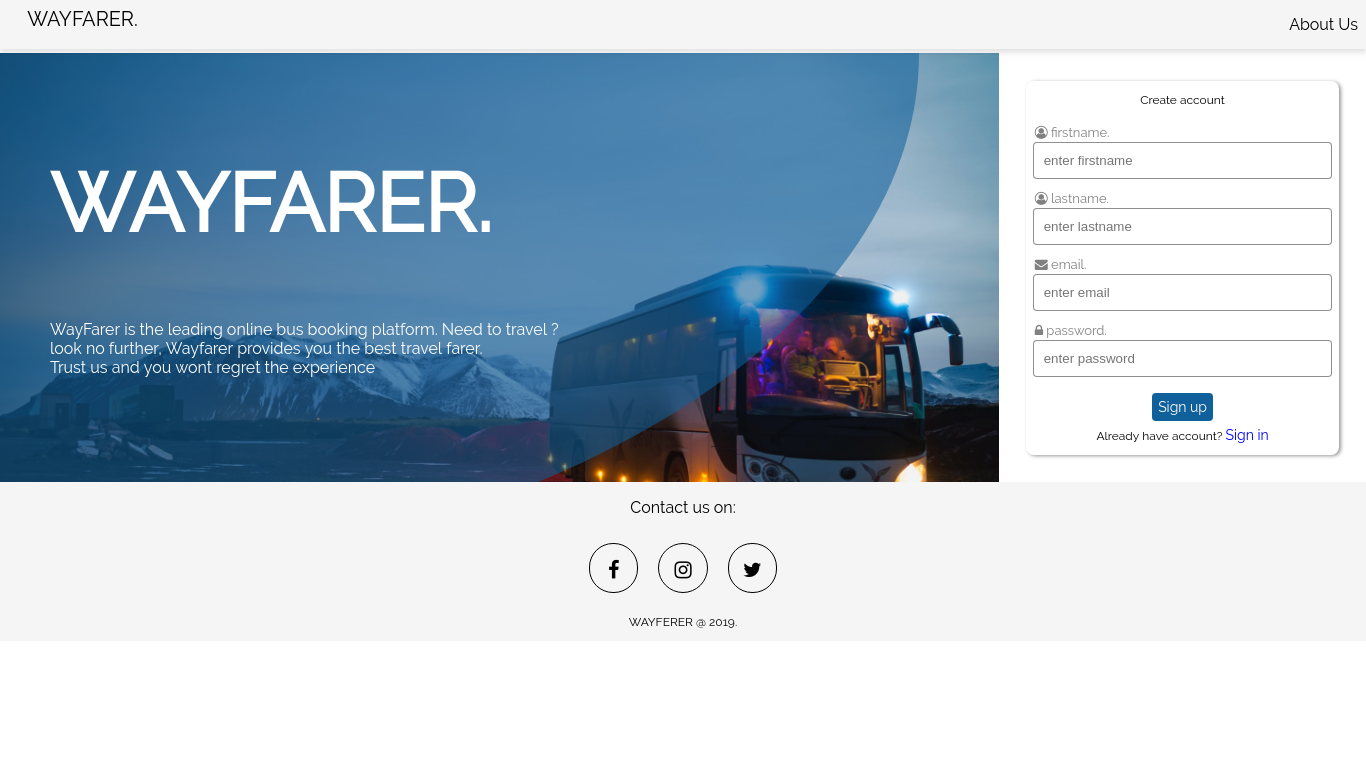 WAYFARER.
About Us
WAYFARER.
WayFarer is the leading online bus booking platform. Need to travel ?
look no further, Wayfarer provides you the best travel farer.
Trust us and you wont regret the experience
Create account
firstname.
enter firstname
lastname.
enter lastname
email.
enter email
password.
enter password
Sign up
Already have account? Sign in
Contact us on:
WAYFERER @ 2019.